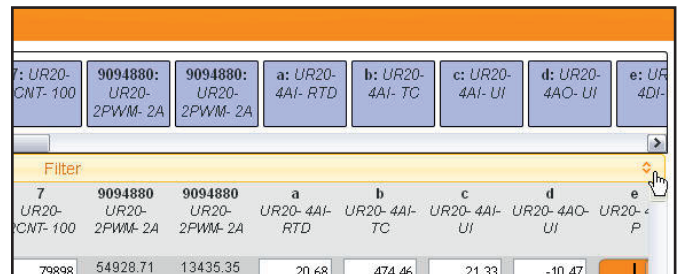 7: UR20- 9094880: 9094880: a: UR20- b: UR20- c: UR20- d: UR20- e: UR
CNT- 100 UR20- UR20- 4AI- RTD 4AI- TC 4AI- UI 4AO- UI 4DI-
2PWM- 2A 2PWM- 2A
Filter
7 9094880 9094880 a b c d e
UR20- UR20- UR20- UR20- 4AI- UR20- 4AI- UR20- 4AI- UR20- 4AO- UR20-
CNT- 100 2PWM- 2A 2PWM- 2A RTD TC UI UI P
79898 54928.71 13435.35 20.68 474.46 21.33 -10.47